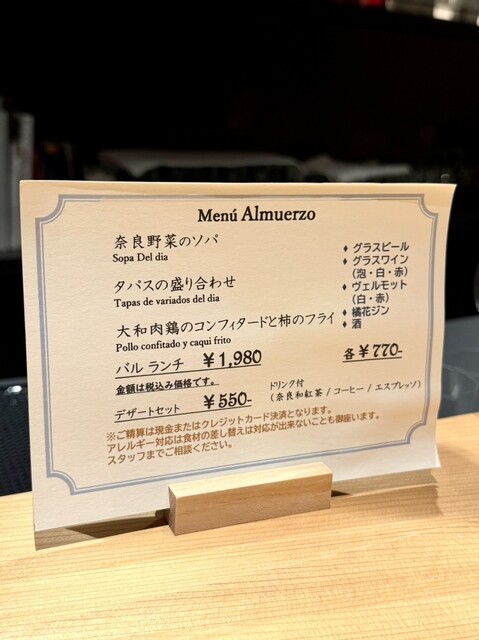 Menú Almuerzo
奈良野菜のソパ
Sopa Del dia
タパスの盛り合わせ
Tapas de variados del dia
大和肉鶏のコンフィタードと柿のフライ
Pollo confitado y caqui frito
バル ランチ ￥1,980
金額は税込み価格です。
デザートセット ￥550-
ドリンク付
(奈良和紅茶 / コーヒー / エスプレッソ)
♦ グラスビール
♦ グラスワイン
(泡・白・赤)
♦ ヴェルモット
(白・赤)
♦ 橘花ジン
♦ 酒
各￥770-
※ご精算は現金またはクレジットカード決済となります。
アレルギー対応は食材の差し替えは対応が出来ないことも御座います。
スタッフまでご相談ください。